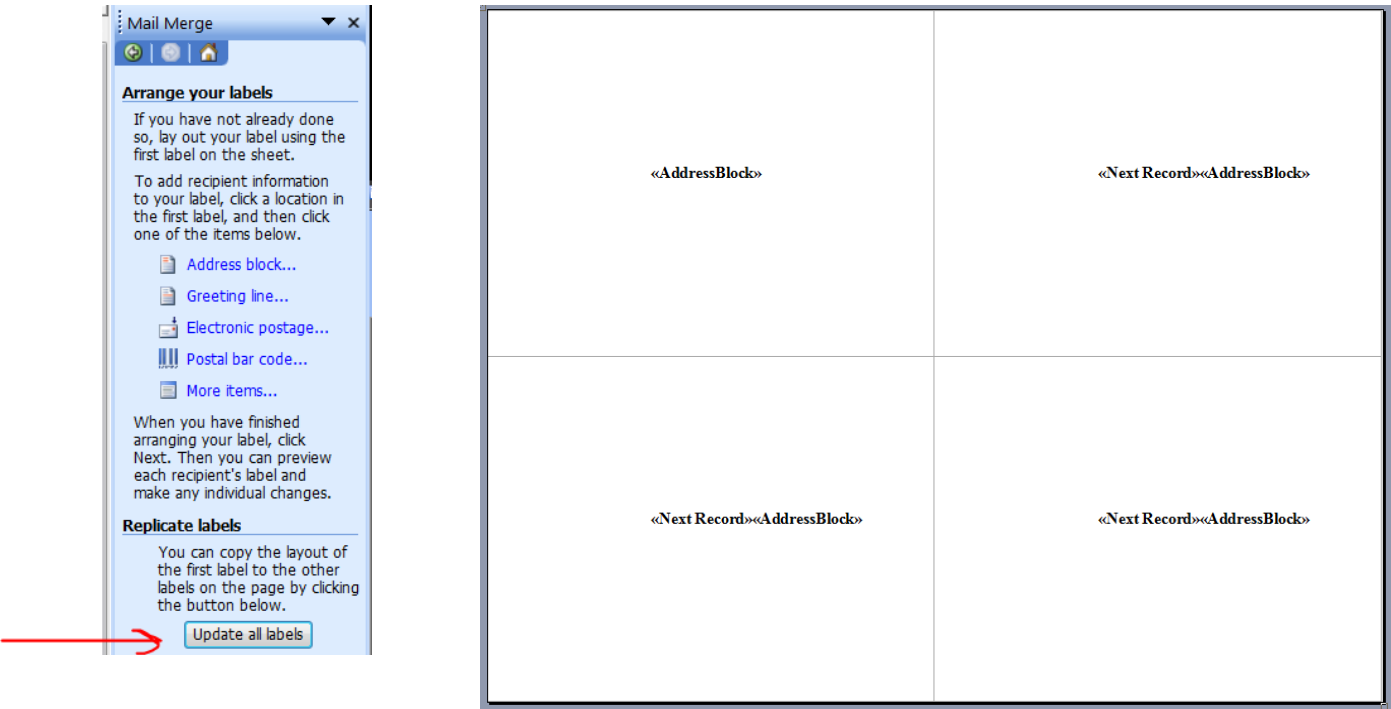 Mail Merge
Arrange your labels
If you have not already done
so, lay out your label using the
first label on the sheet.
To add recipient information
to your label, click a location in
the first label, and then click
one of the items below.
Address block...
Greeting line...
Electronic postage...
Postal bar code...
More items...
When you have finished
arranging your label, click
Next. Then you can preview
each recipient's label and
make any individual changes.
Replicate labels
You can copy the layout of
the first label to the other
labels on the page by clicking
the button below.
Update all labels
«AddressBlock»
«Next Record»«AddressBlock»
«Next Record»«AddressBlock»
«Next Record»«AddressBlock»